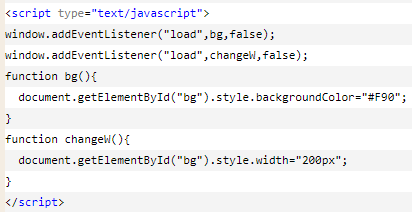 <script type="text/javascript">
window.addEventListener("load",bg,false);
window.addEventListener("load",changeW,false);
function bg(){
  document.getElementById("bg").style.backgroundColor="#F90";
}
function changeW(){
  document.getElementById("bg").style.width="200px";
}
</script>